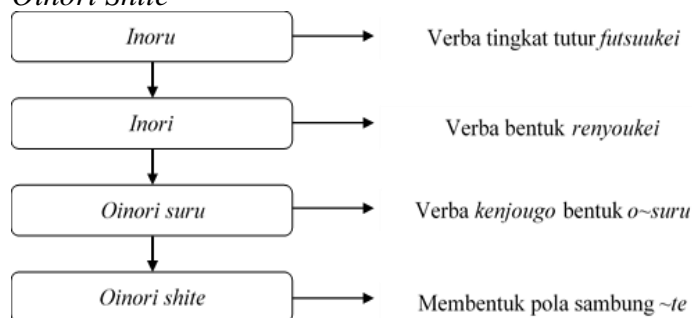 Oinori Shite
Inoru
Verba tingkat tutur futsuukei
Inori
Verba bentuk renyoukei
Oinori suru
Verba kenjougo bentuk o~suru
Oinori shite
Membentuk pola sambung ~te